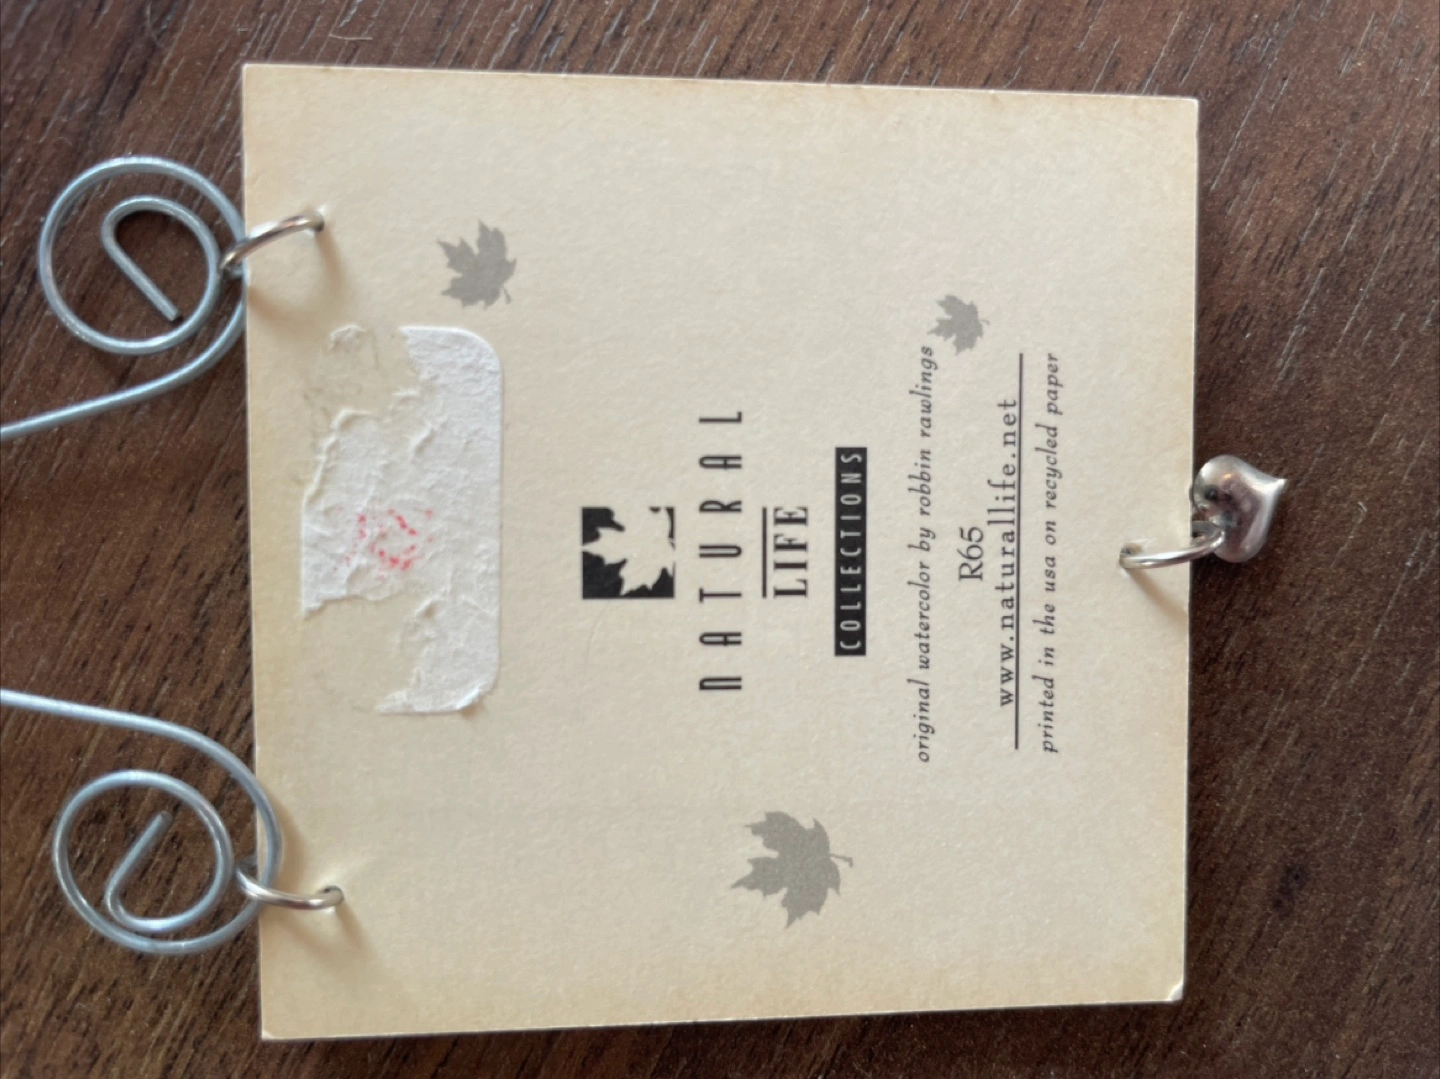 NATURAL
LIFE
COLLECTIONS
original watercolor by robbin rawlings
R65
www.naturallife.net
printed in the usa on recycled paper